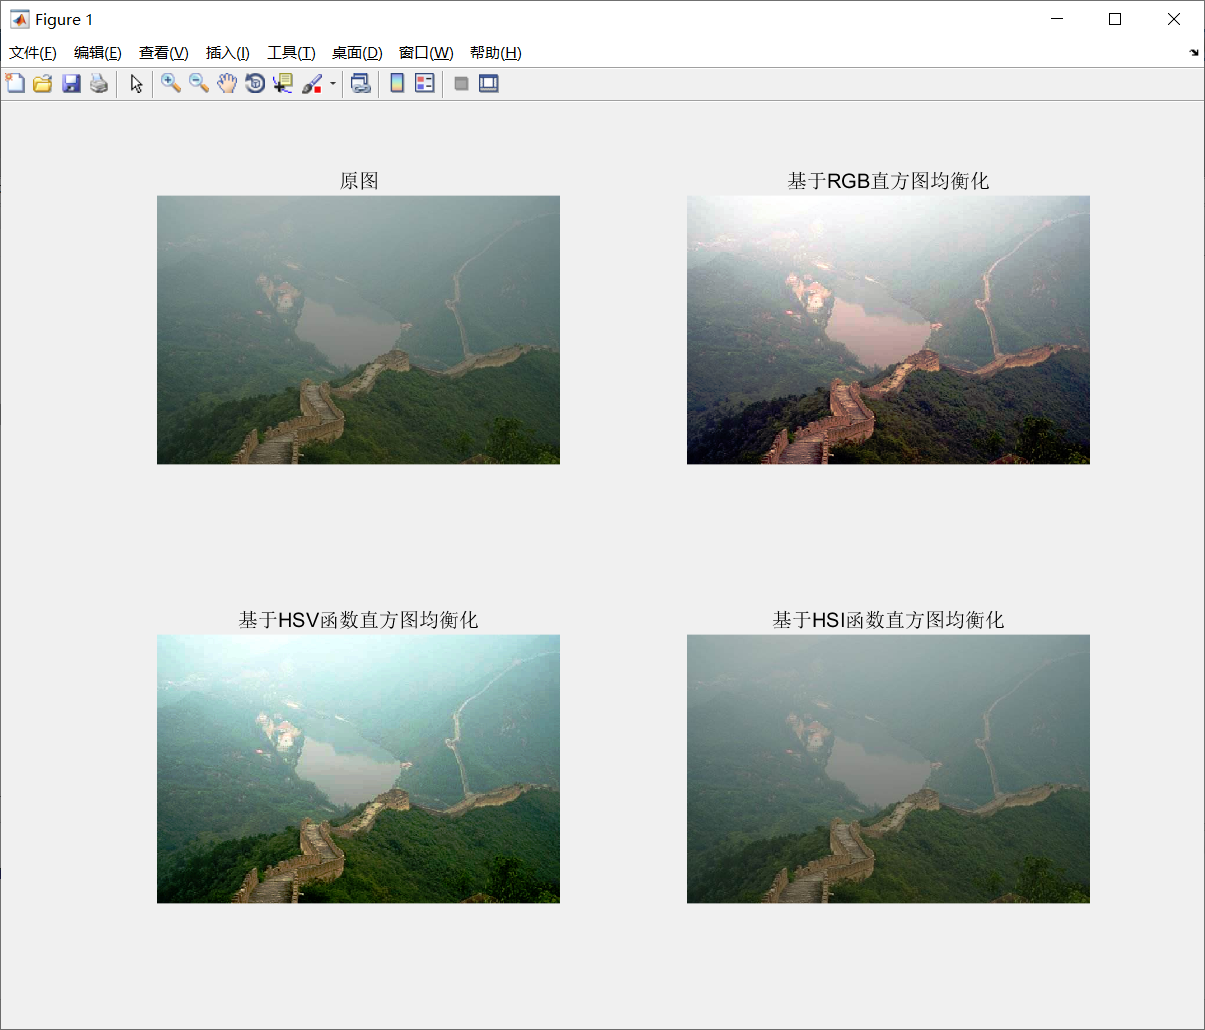 Figure 1
文件(F) 编辑(E) 查看(V) 插入(I) 工具(T) 桌面(D) 窗口(W) 帮助(H)
原图
基于RGB直方图均衡化
基于HSV函数直方图均衡化
基于HSI函数直方图均衡化